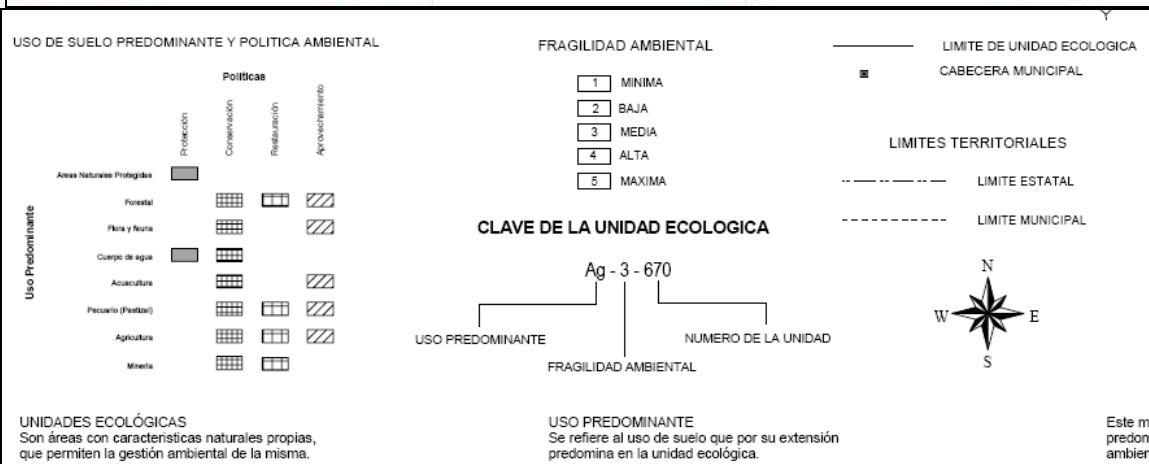 USO DE SUELO PREDOMINANTE Y POLITICA AMBIENTAL
Políticas
Protección
Conservación
Restauración
Aprovechamiento
Uso Predominante
Areas Naturales Protegidas
Forestal
Flora y fauna
Cuerpo de agua
Acuacultura
Pecuario (Pastizal)
Agricultura
Minería
FRAGILIDAD AMBIENTAL
1 MINIMA
2 BAJA
3 MEDIA
4 ALTA
5 MAXIMA
CLAVE DE LA UNIDAD ECOLOGICA
Ag - 3 - 670
USO PREDOMINANTE
NUMERO DE LA UNIDAD
FRAGILIDAD AMBIENTAL
LIMITE DE UNIDAD ECOLOGICA
CABECERA MUNICIPAL
LIMITES TERRITORIALES
LIMITE ESTATAL
LIMITE MUNICIPAL
N
W E
S
UNIDADES ECOLÓGICAS
Son áreas con caracteristicas naturales propias,
que permiten la gestión ambiental de la misma.
USO PREDOMINANTE
Se refiere al uso de suelo que por su extensión
predomina en la unidad ecológica.
Este m
predon
ambien